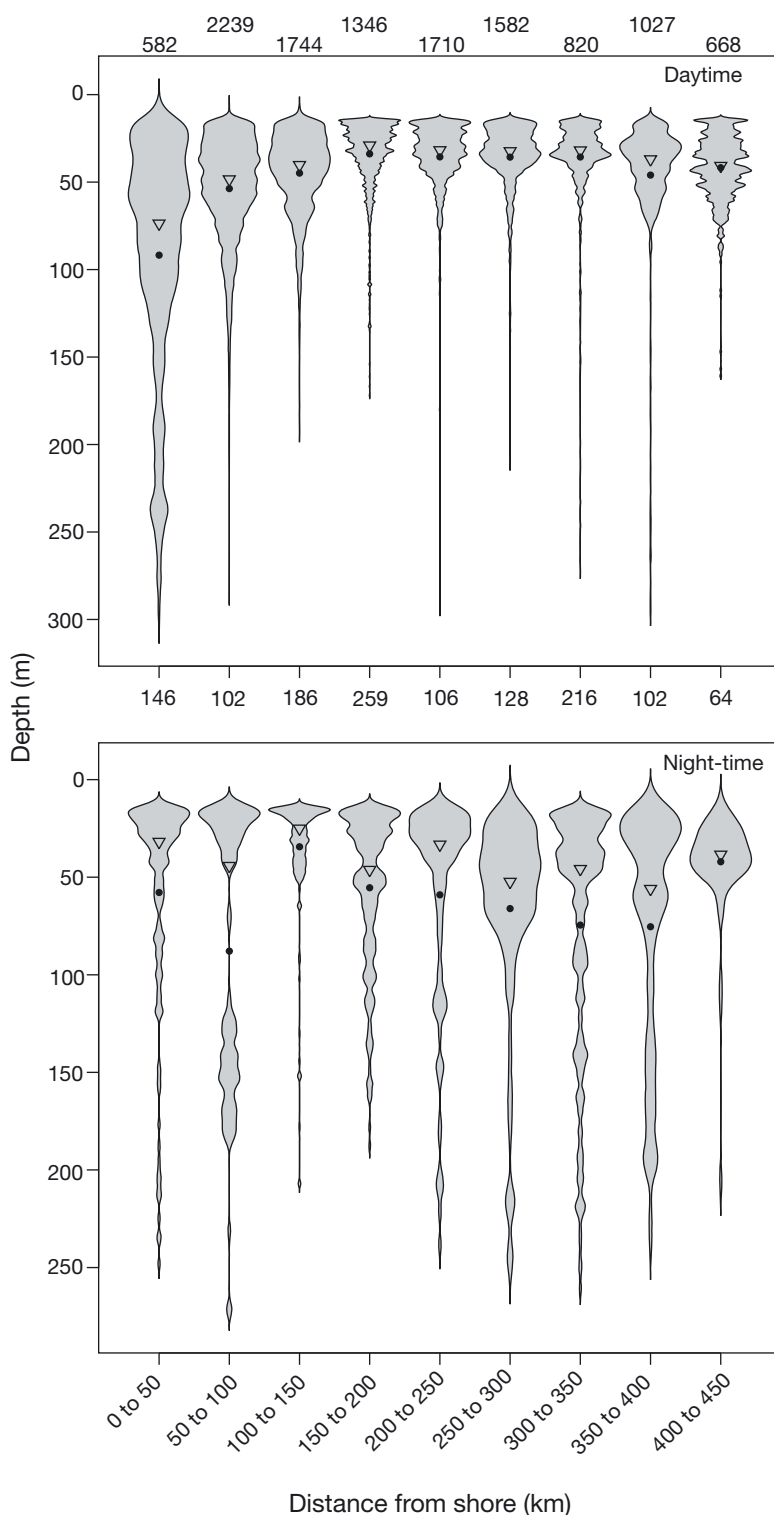 582 2239 1744 1346 1710 1582 820 1027 668
Daytime
0
50
100
150
200
250
300
Depth (m)
146 102 186 259 106 128 216 102 64
Night-time
0
50
100
150
200
250
0 to 50
50 to 100
100 to 150
150 to 200
200 to 250
250 to 300
300 to 350
350 to 400
400 to 450
Distance from shore (km)